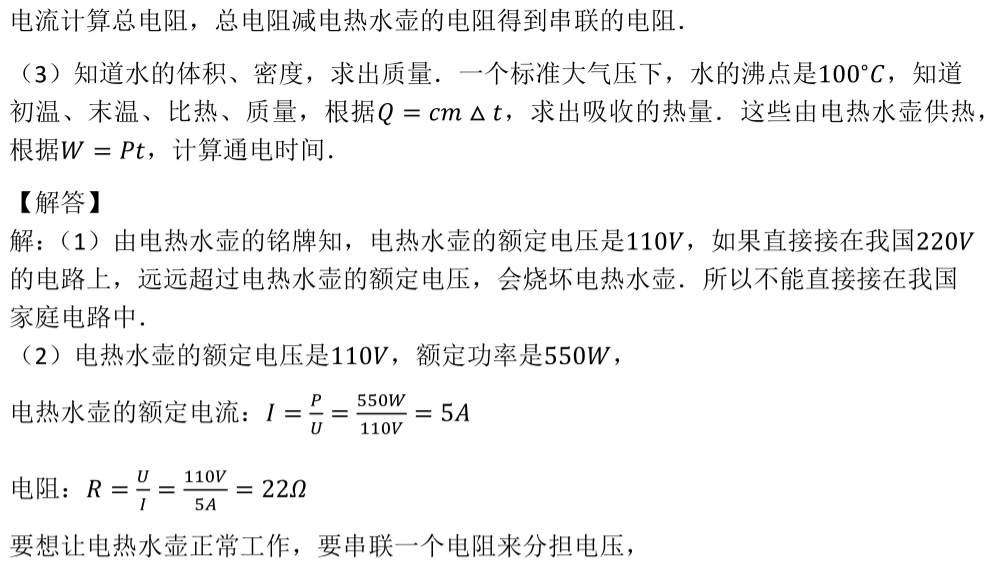 电流计算总电阻，总电阻减电热水壶的电阻得到串联的电阻．
（3）知道水的体积、密度，求出质量．一个标准大气压下，水的沸点是100°C，知道
初温、末温、比热、质量，根据Q = cm △ t，求出吸收的热量．这些由电热水壶供热，
根据W = Pt，计算通电时间．
【解答】
解：（1）由电热水壶的铭牌知，电热水壶的额定电压是110V，如果直接接在我国220V
的电路上，远远超过电热水壶的额定电压，会烧坏电热水壶．所以不能直接接在我国
家庭电路中．
（2）电热水壶的额定电压是110V，额定功率是550W，
电热水壶的额定电流：I = P/U = 550W/110V = 5A
电阻：R = U/I = 110V/5A = 22Ω
要想让电热水壶正常工作，要串联一个电阻来分担电压，